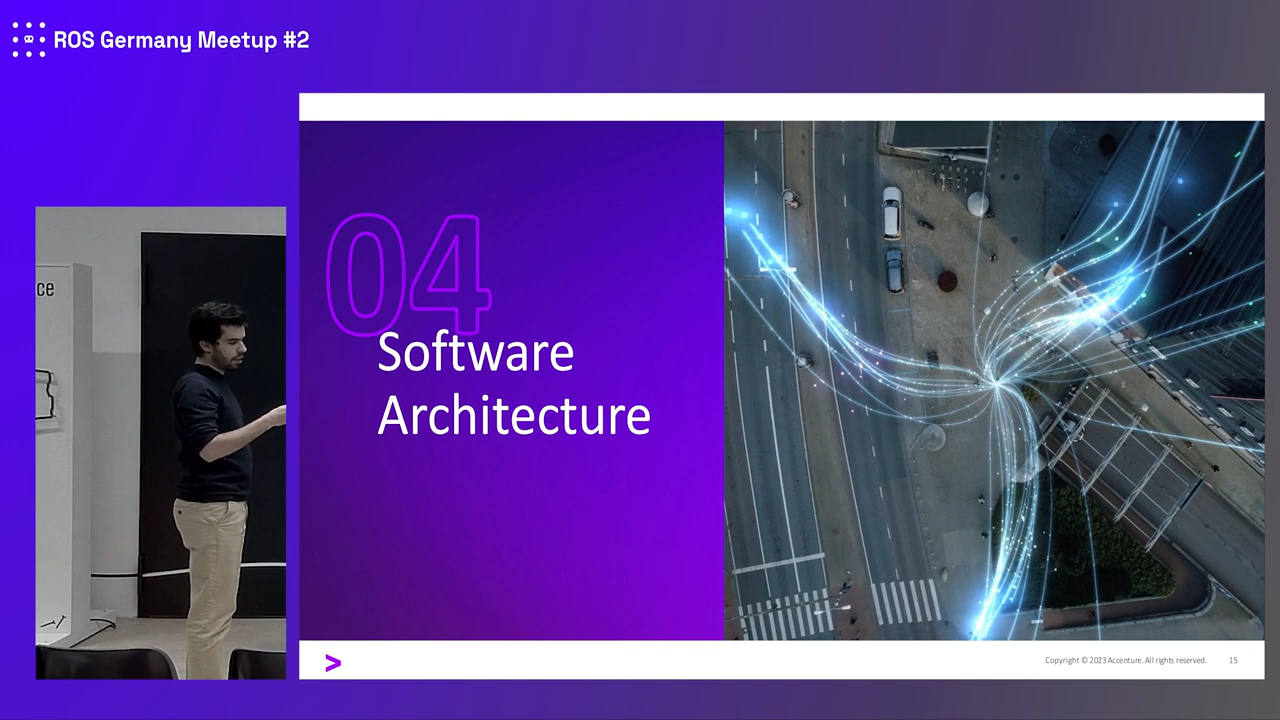 ROS Germany Meetup #2
ce
04
Software
Architecture
>
Copyright © 2023 Accenture. All rights reserved.
15